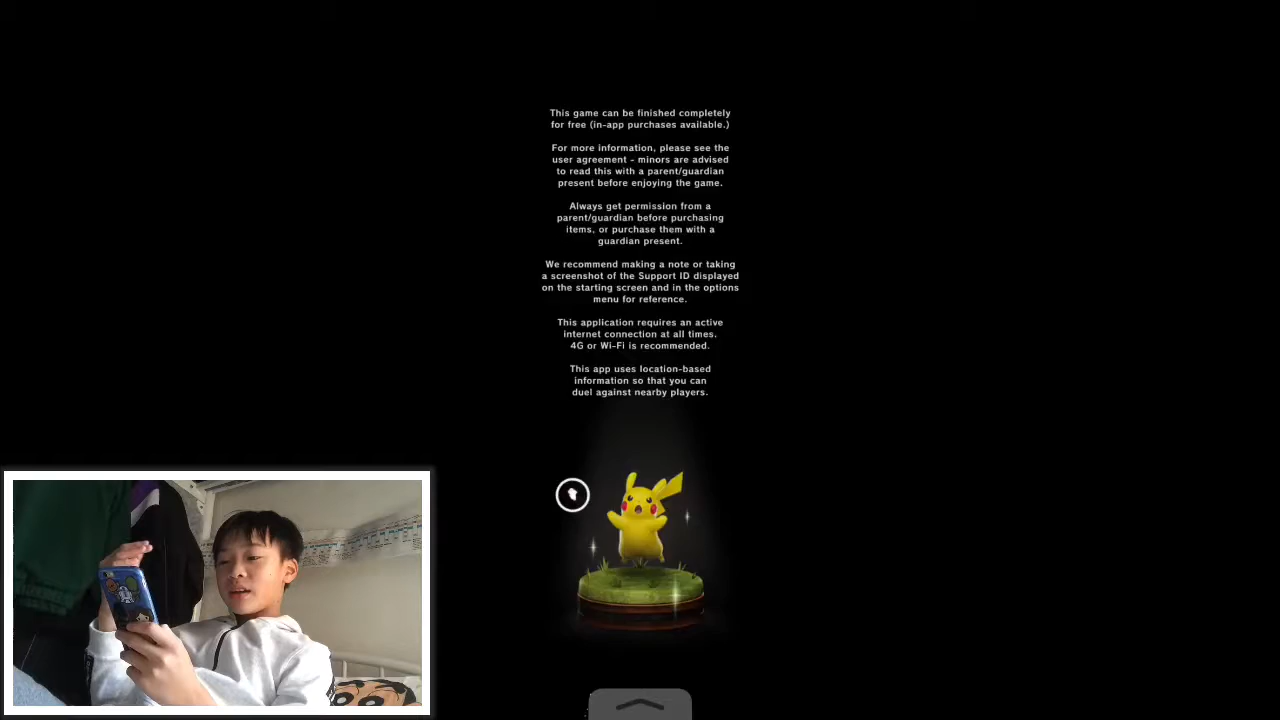 This game can be finished completely
for free (in-app purchases available.)
For more information, please see the
user agreement - minors are advised
to read this with a parent/guardian
present before enjoying the game.
Always get permission from a
parent/guardian before purchasing
items, or purchase them with a
guardian present.
We recommend making a note or taking
a screenshot of the Support ID displayed
on the starting screen and in the options
menu for reference.
This application requires an active
internet connection at all times.
4G or Wi-Fi is recommended.
This app uses location-based
information so that you can
duel against nearby players.